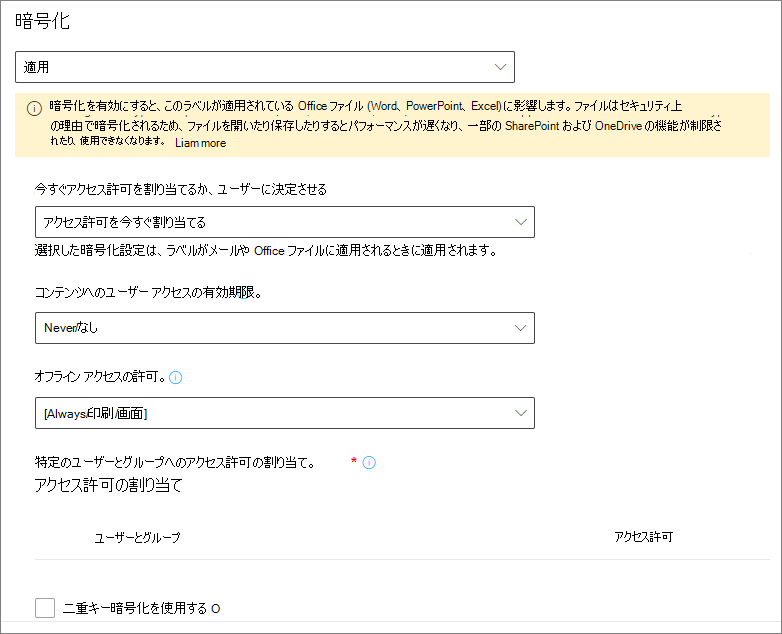 暗号化
適用
暗号化を有効にすると、このラベルが適用されている Office ファイル (Word、PowerPoint、Excel)に影響します。ファイルはセキュリティ上
の理由で暗号化されるため、ファイルを開いたり保存したりするとパフォーマンスが遅くなり、一部の SharePoint および OneDrive の機能が制限さ
れたり、使用できなくなります。 Liam more
今すぐアクセス許可を割り当てるか、ユーザーに決定させる
アクセス許可を今すぐ割り当てる
選択した暗号化設定は、ラベルがメールや Office ファイルに適用されるときに適用されます。
コンテンツへのユーザー アクセスの有効期限。
Never/なし
オフライン アクセスの許可。
[Always/印刷/画面]
特定のユーザーとグループへのアクセス許可の割り当て。 *
アクセス許可の割り当て
ユーザーとグループ アクセス許可
二重キー暗号化を使用する O